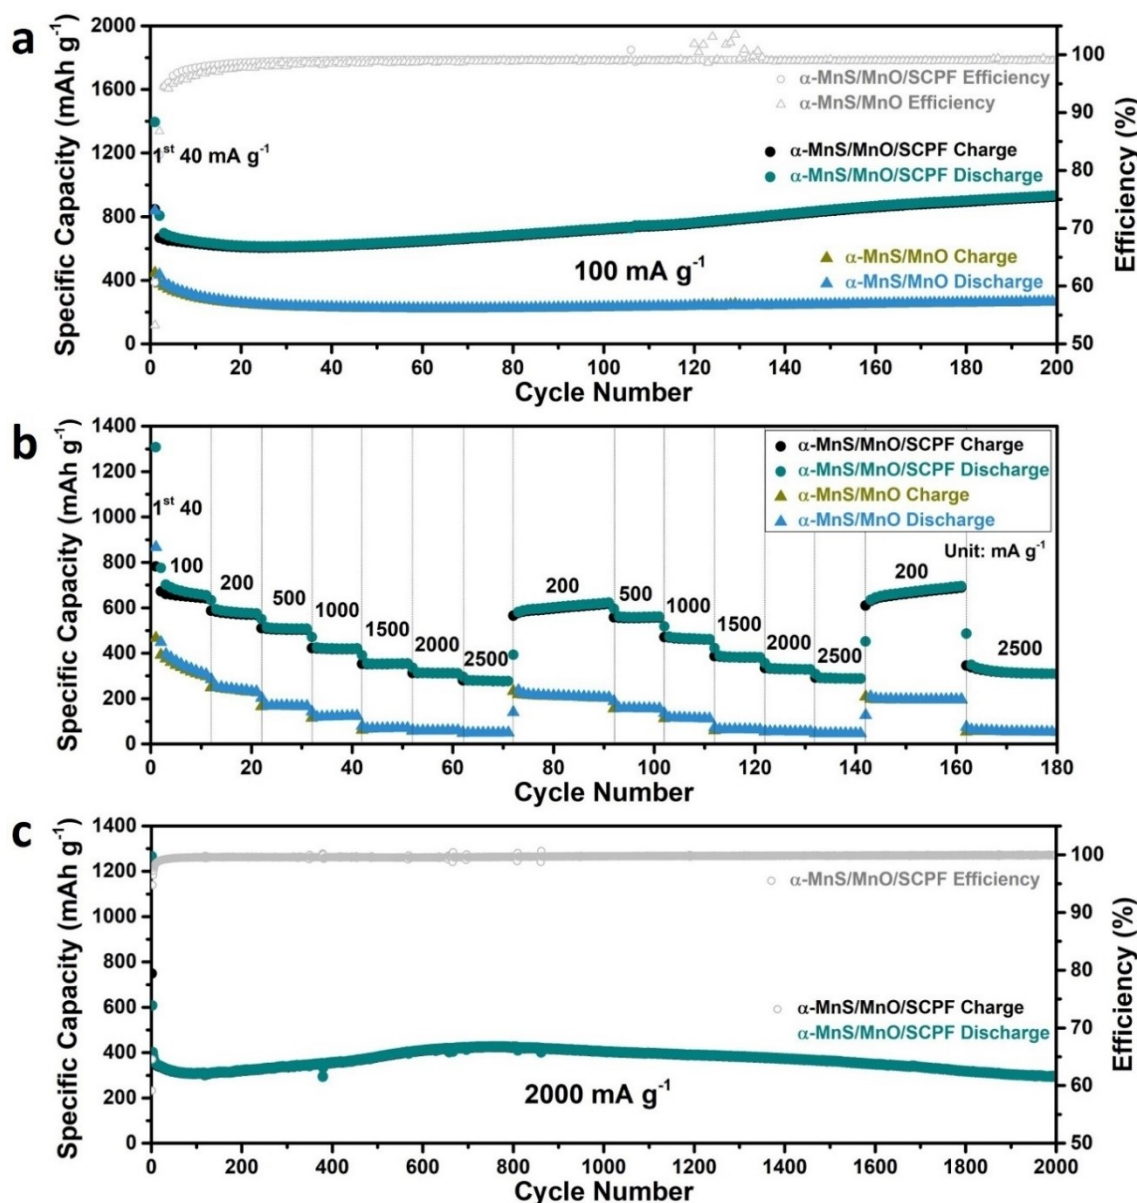 a
Specific Capacity (mAh g⁻¹)
2000
1600
1200
800
400
0
1ˢᵗ 40 mA g⁻¹
α-MnS/MnO/SCPF Efficiency
α-MnS/MnO Efficiency
α-MnS/MnO/SCPF Charge
α-MnS/MnO/SCPF Discharge
α-MnS/MnO Charge
α-MnS/MnO Discharge
100 mA g⁻¹
100
90
80
70
60
50
Efficiency (%)
0 20 40 60 80 100 120 140 160 180 200
Cycle Number
b
Specific Capacity (mAh g⁻¹)
1400
1200
1000
800
600
400
200
0
α-MnS/MnO/SCPF Charge
α-MnS/MnO/SCPF Discharge
α-MnS/MnO Charge
α-MnS/MnO Discharge
Unit: mA g⁻¹
1ˢᵗ 40
100 200 500 1000 1500 2000 2500 200 500 1000 1500 2000 2500 200 2500
0 20 40 60 80 100 120 140 160 180
Cycle Number
c
Specific Capacity (mAh g⁻¹)
1400
1200
1000
800
600
400
200
0
α-MnS/MnO/SCPF Efficiency
α-MnS/MnO/SCPF Charge
α-MnS/MnO/SCPF Discharge
2000 mA g⁻¹
100
90
80
70
60
50
Efficiency (%)
0 200 400 600 800 1000 1200 1400 1600 1800 2000
Cycle Number